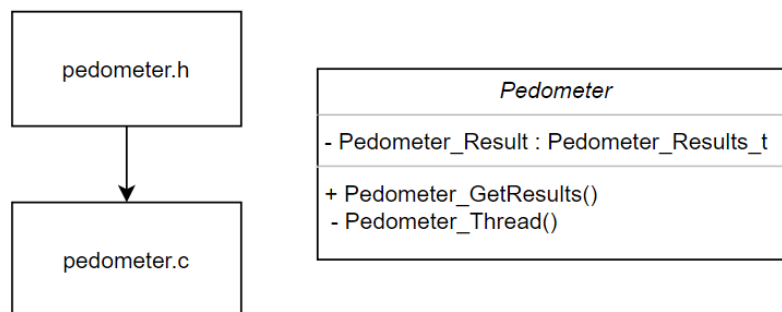 pedometer.h
pedometer.c
Pedometer
- Pedometer_Result : Pedometer_Results_t
+ Pedometer_GetResults()
- Pedometer_Thread()